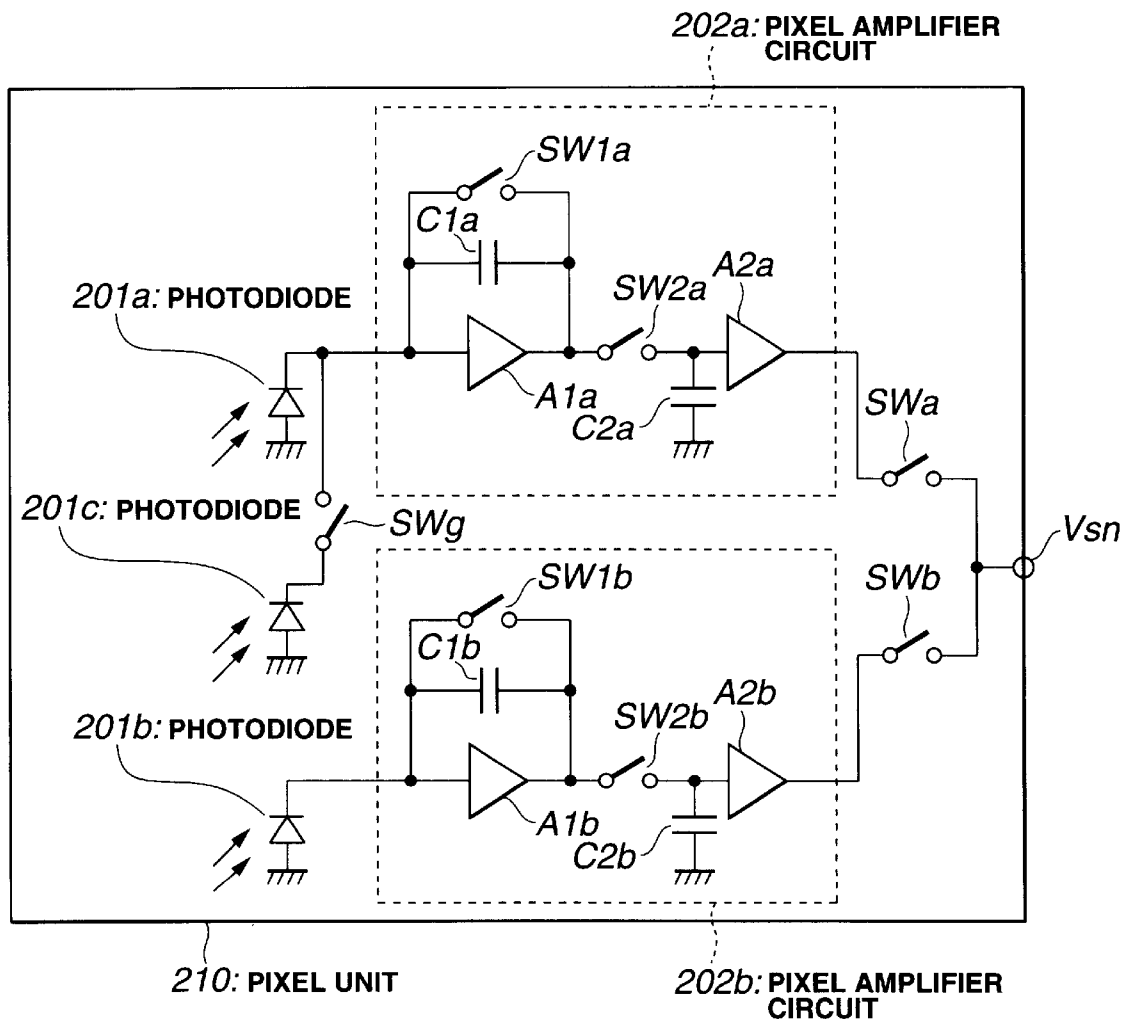 202a: PIXEL AMPLIFIER
CIRCUIT
SW1a
C1a
A2a
201a: PHOTODIODE
SW2a
A1a
C2a
SWa
201c: PHOTODIODE
SWg
Vsn
SW1b
SWb
C1b
A2b
201b: PHOTODIODE
SW2b
A1b
C2b
210: PIXEL UNIT
202b: PIXEL AMPLIFIER
CIRCUIT